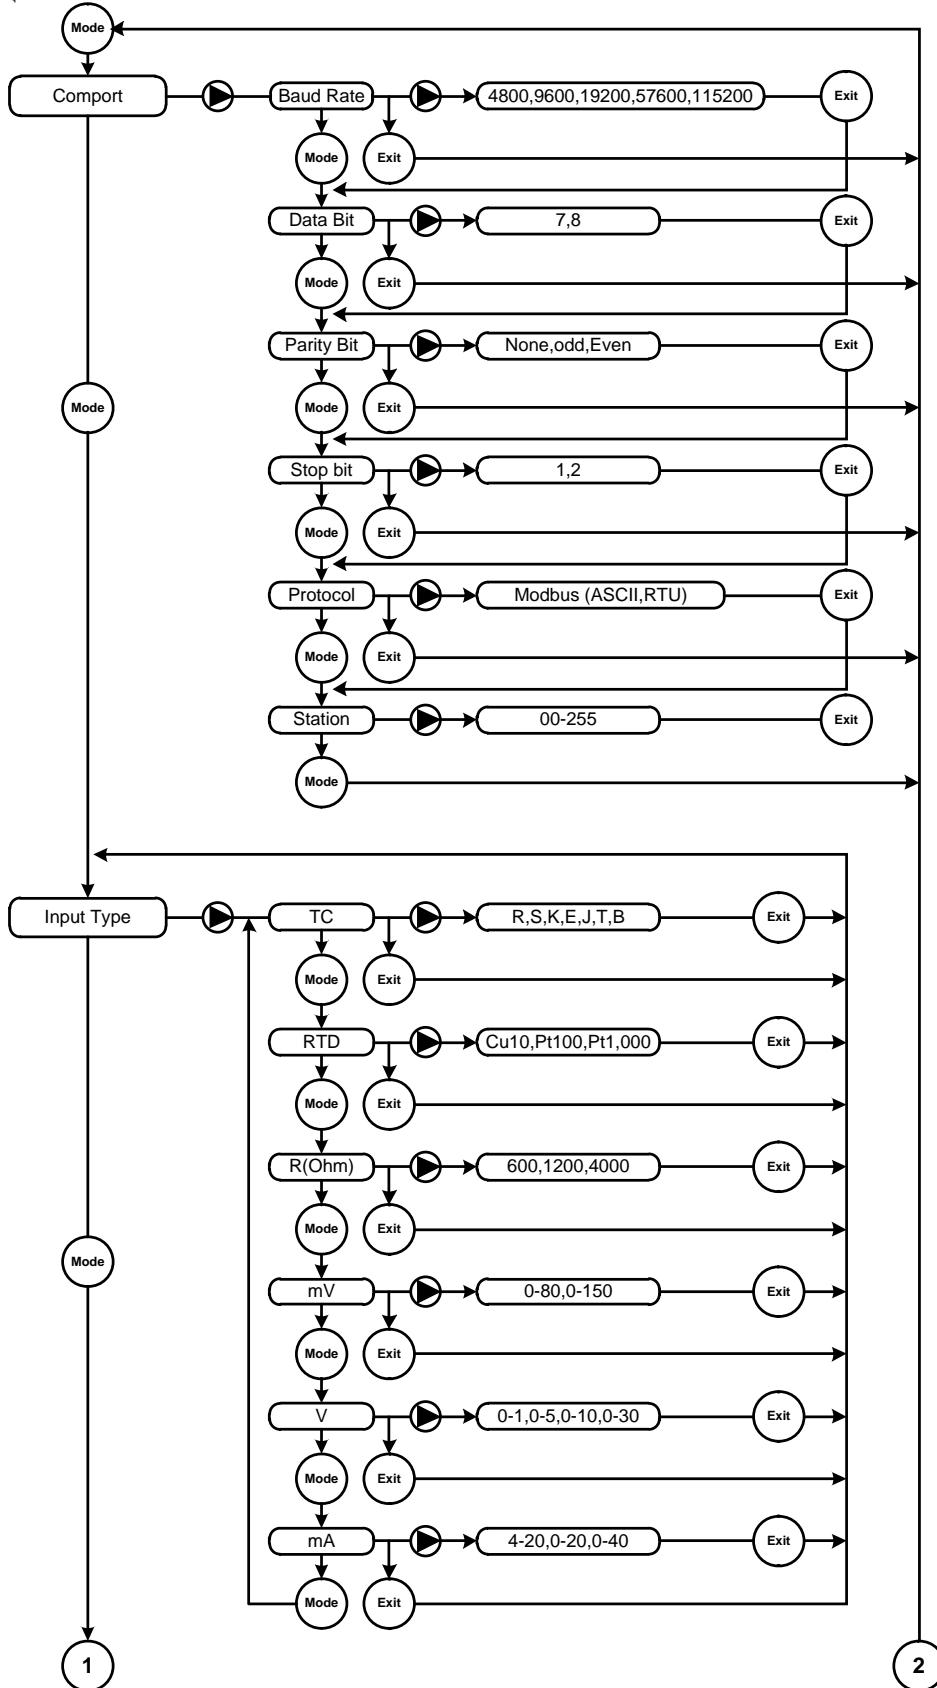 Mode
Comport
Baud Rate
4800,9600,19200,57600,115200
Exit
Mode
Exit
Data Bit
7,8
Exit
Mode
Exit
Parity Bit
None,odd,Even
Exit
Mode
Mode
Exit
Stop bit
1,2
Exit
Mode
Exit
Protocol
Modbus (ASCII,RTU)
Exit
Mode
Exit
Station
00-255
Exit
Mode
Input Type
TC
R,S,K,E,J,T,B
Exit
Mode
Exit
RTD
Cu10,Pt100,Pt1,000
Exit
Mode
Exit
R(Ohm)
600,1200,4000
Exit
Mode
Exit
Mode
mV
0-80,0-150
Exit
Mode
Exit
V
0-1,0-5,0-10,0-30
Exit
Mode
Exit
mA
4-20,0-20,0-40
Exit
Mode
Exit
1
2